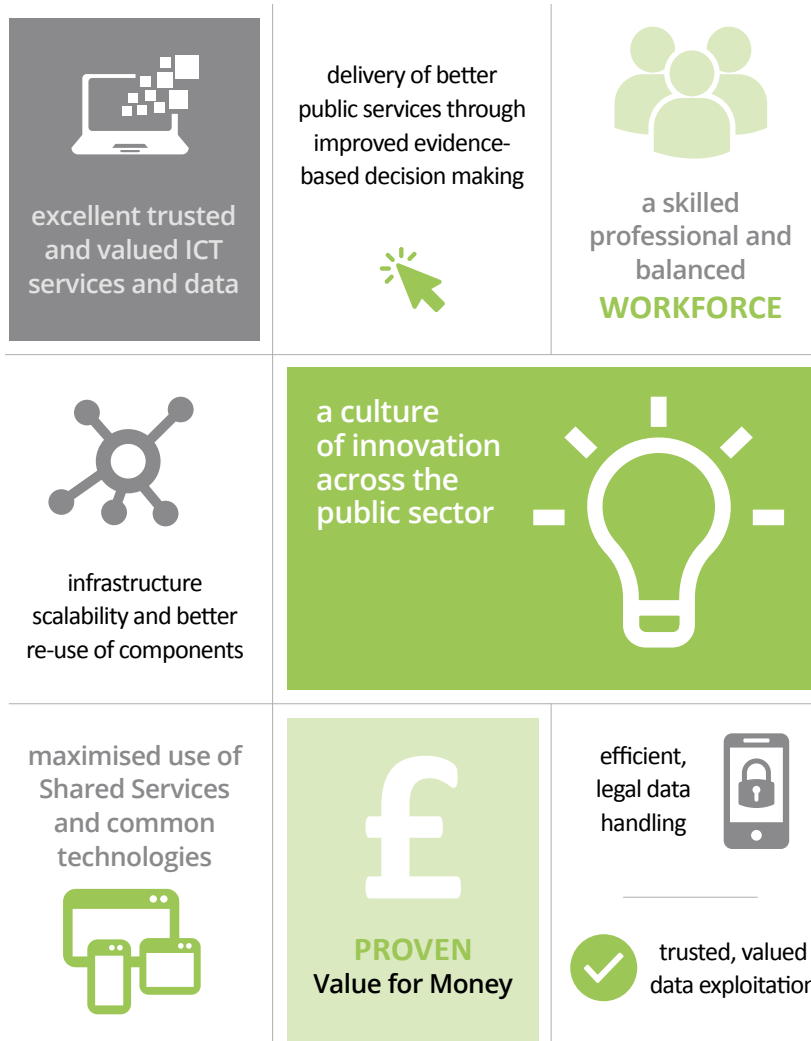 excellent trusted
and valued ICT
services and data
delivery of better
public services through
improved evidence-
based decision making
a skilled
professional and
balanced
WORKFORCE
infrastructure
scalability and better
re-use of components
a culture
of innovation
across the
public sector
maximised use of
Shared Services
and common
technologies
£
PROVEN
Value for Money
efficient,
legal data
handling
trusted, valued
data exploitation